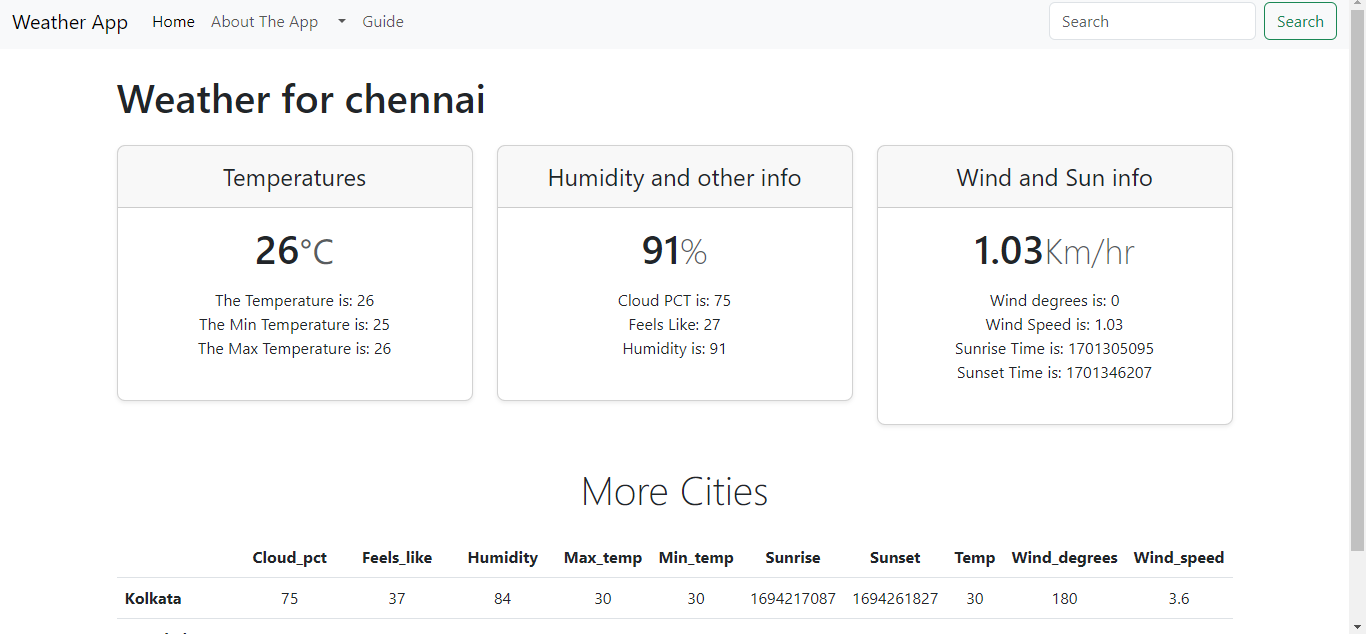 Weather App Home About The App Guide Search Search
Weather for chennai
Temperatures
26°C
The Temperature is: 26
The Min Temperature is: 25
The Max Temperature is: 26
Humidity and other info
91%
Cloud PCT is: 75
Feels Like: 27
Humidity is: 91
Wind and Sun info
1.03Km/hr
Wind degrees is: 0
Wind Speed is: 1.03
Sunrise Time is: 1701305095
Sunset Time is: 1701346207
More Cities
Cloud_pct Feels_like Humidity Max_temp Min_temp Sunrise Sunset Temp Wind_degrees Wind_speed
Kolkata 75 37 84 30 30 1694217087 1694261827 30 180 3.6